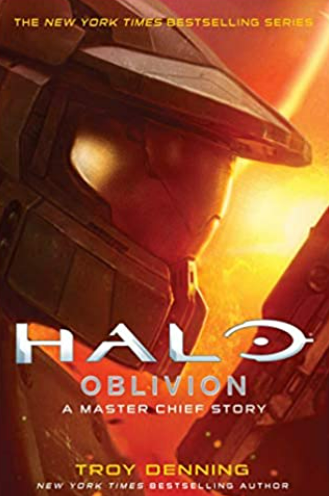 THE NEW YORK TIMES BESTSELLING SERIES
HALO
OBLIVION
A MASTER CHIEF STORY
TROY DENNING
NEW YORK TIMES BESTSELLING AUTHOR